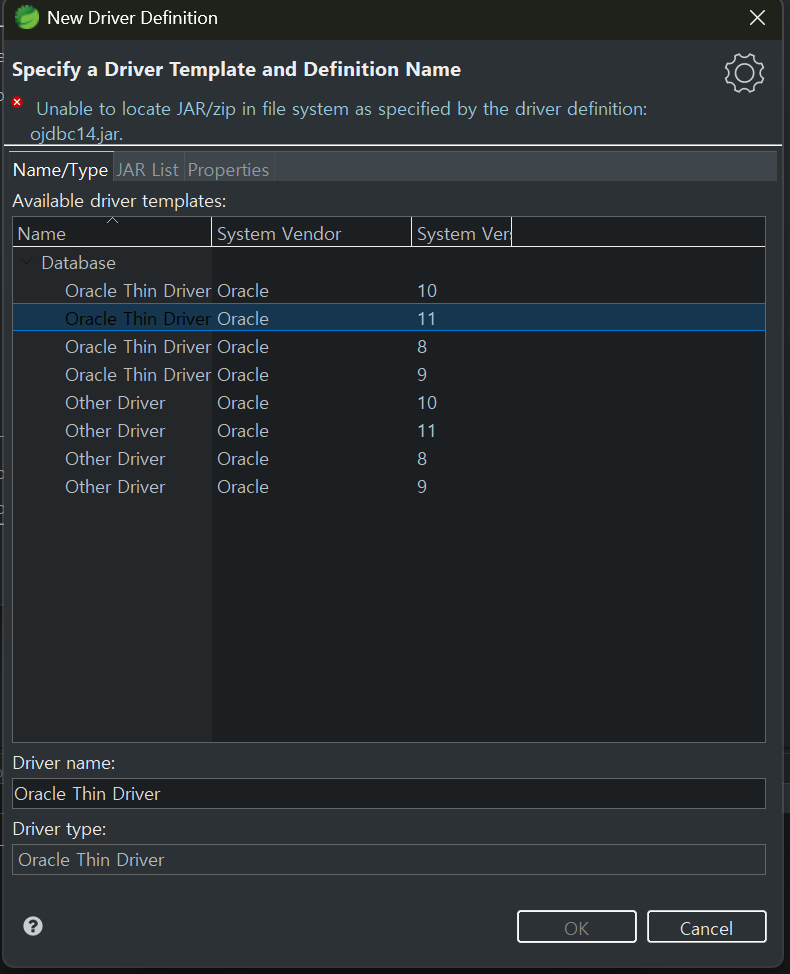 New Driver Definition
Specify a Driver Template and Definition Name
Unable to locate JAR/zip in file system as specified by the driver definition:
ojdbc14.jar.
Name/Type JAR List Properties
Available driver templates:
Name System Vendor System Ver
Database
Oracle Thin Driver Oracle 10
Oracle Thin Driver Oracle 11
Oracle Thin Driver Oracle 8
Oracle Thin Driver Oracle 9
Other Driver Oracle 10
Other Driver Oracle 11
Other Driver Oracle 8
Other Driver Oracle 9
Driver name:
Oracle Thin Driver
Driver type:
Oracle Thin Driver
? OK Cancel